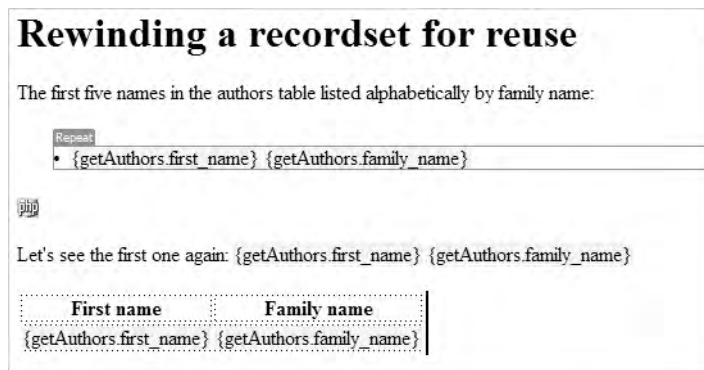 Rewinding a recordset for reuse
The first five names in the authors table listed alphabetically by family name:
Repeat
• {getAuthors.first_name} {getAuthors.family_name}
php
Let's see the first one again: {getAuthors.first_name} {getAuthors.family_name}
First name Family name
{getAuthors.first_name} {getAuthors.family_name}